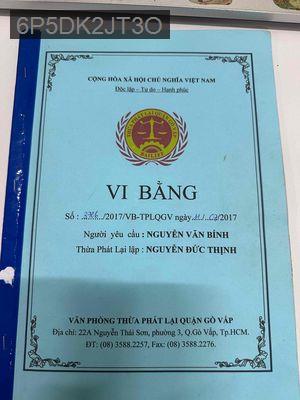 6P5DK2JT3O
CỘNG HÒA XÃ HỘI CHỦ NGHĨA VIỆT NAM
Độc lập – Tự do – Hạnh phúc
BAILIFF
VI BẰNG
Số : /2017/VB-TPLQGV ngày /2017
Người yêu cầu : NGUYỄN VĂN BÍNH
Thừa Phát Lại lập : NGUYỄN ĐỨC THỊNH
VĂN PHÒNG THỪA PHÁT LẠI QUẬN GÒ VẤP
Địa chỉ: 22A Nguyễn Thái Sơn, phường 3, Q.Gò Vấp, Tp.HCM.
ĐT: (08) 3588.2257, Fax: (08) 3588.2276.